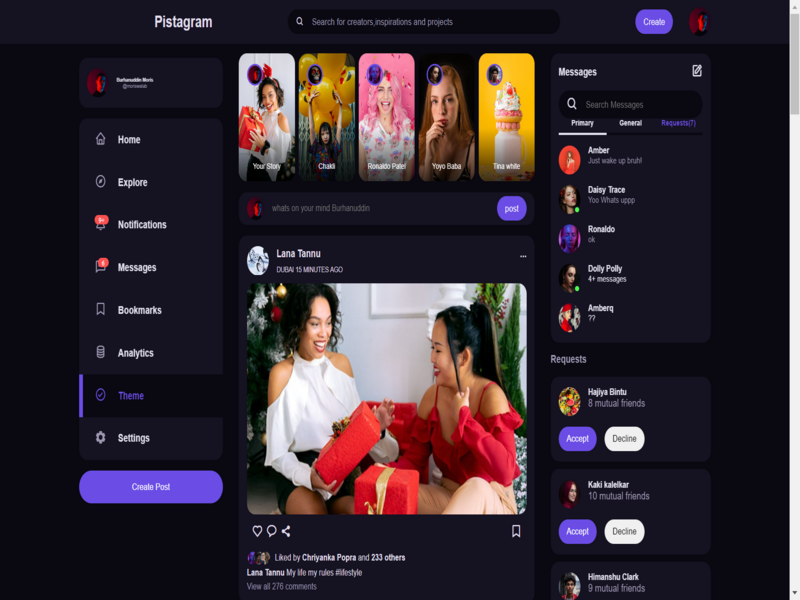 Pistagram
Search for creators,inspirations and projects
Create
Burhanuddin Moris
Home
Explore
9+
Notifications
6
Messages
Bookmarks
Analytics
Theme
Settings
Create Post
Your Story
Chakli
Ronaldo Patel
Yoyo Baba
Tina white
whats on your mind Burhanuddin
post
Lana Tannu
DUBAI 15 MINUTES AGO
Liked by Chriyanka Popra and 233 others
Lana Tannu My life my rules #lifestyle
View all 276 comments
Messages
Search Messages
Primary General Requests(7)
Amber
Just wake up bruh!
Daisy Trace
Yoo Whats uppp
Ronaldo
ok
Dolly Polly
4+ messages
Amberq
??
Requests
Hajiya Bintu
8 mutual friends
Accept Decline
Kaki kalelkar
10 mutual friends
Accept Decline
Himanshu Clark
9 mutual friends